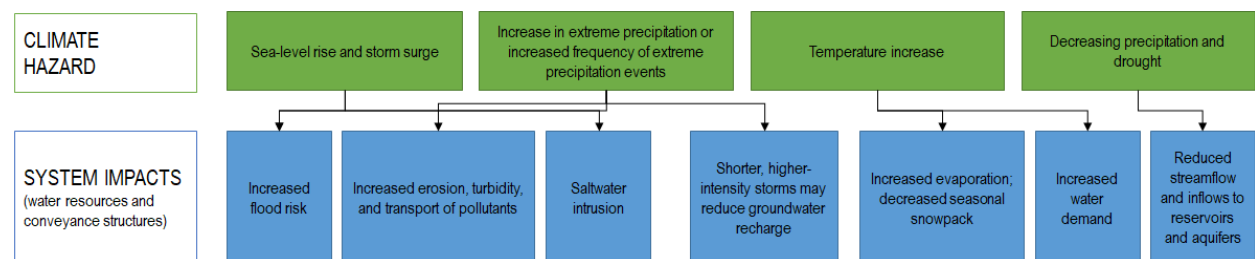 CLIMATE
HAZARD
Sea-level rise and storm surge
Increase in extreme precipitation or
increased frequency of extreme
precipitation events
Temperature increase
Decreasing precipitation and
drought
SYSTEM IMPACTS
(water resources and
conveyance structures)
Increased
flood risk
Increased erosion, turbidity,
and transport of pollutants
Saltwater
intrusion
Shorter, higher-
intensity storms may
reduce groundwater
recharge
Increased evaporation;
decreased seasonal
snowpack
Increased
water
demand
Reduced
streamflow
and inflows to
reservoirs
and aquifers